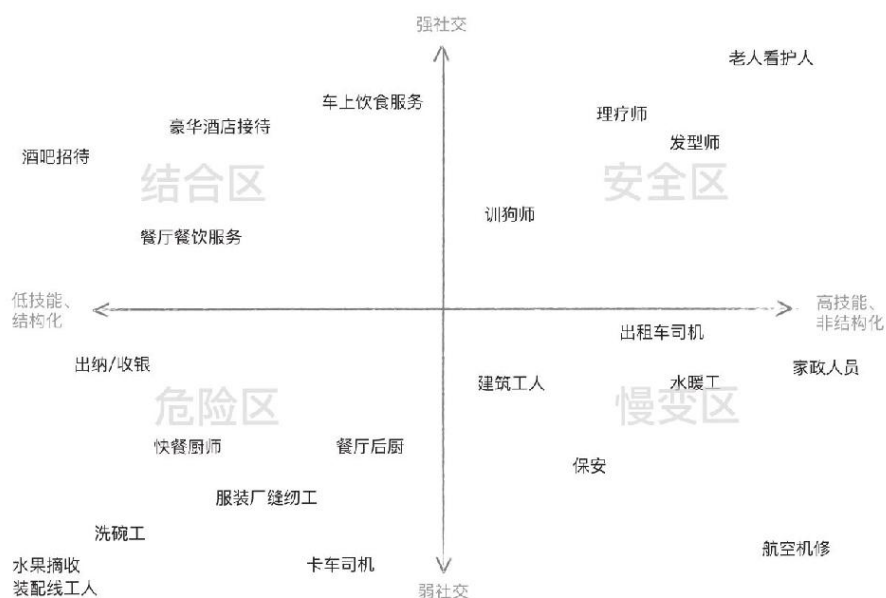 强社交
老人看护人
车上饮食服务
理疗师
豪华酒店接待
发型师
酒吧招待
结合区
安全区
训狗师
餐厅餐饮服务
低技能、
结构化
高技能、
非结构化
出租车司机
出纳/收银
家政人员
建筑工人
水暖工
危险区
慢变区
快餐厨师
餐厅后厨
保安
服装厂缝纫工
洗碗工
航空机修
水果摘收
装配线工人
卡车司机
弱社交